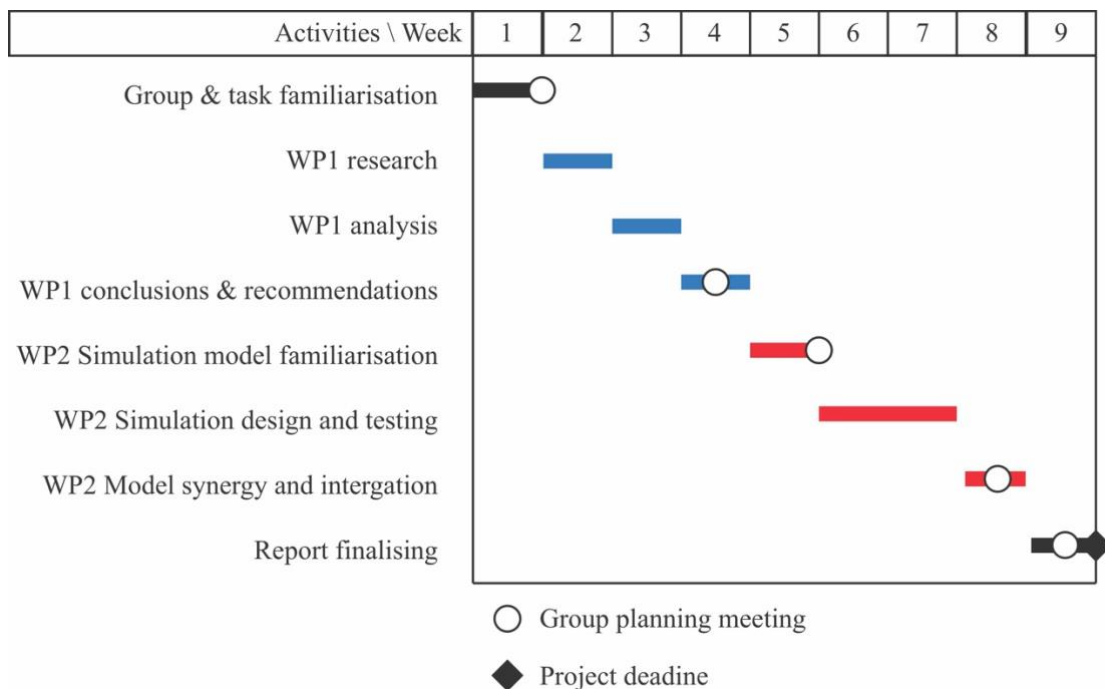 Activities \ Week 1 2 3 4 5 6 7 8 9
Group & task familiarisation
WP1 research
WP1 analysis
WP1 conclusions & recommendations
WP2 Simulation model familiarisation
WP2 Simulation design and testing
WP2 Model synergy and intergation
Report finalising
Group planning meeting
Project deadine